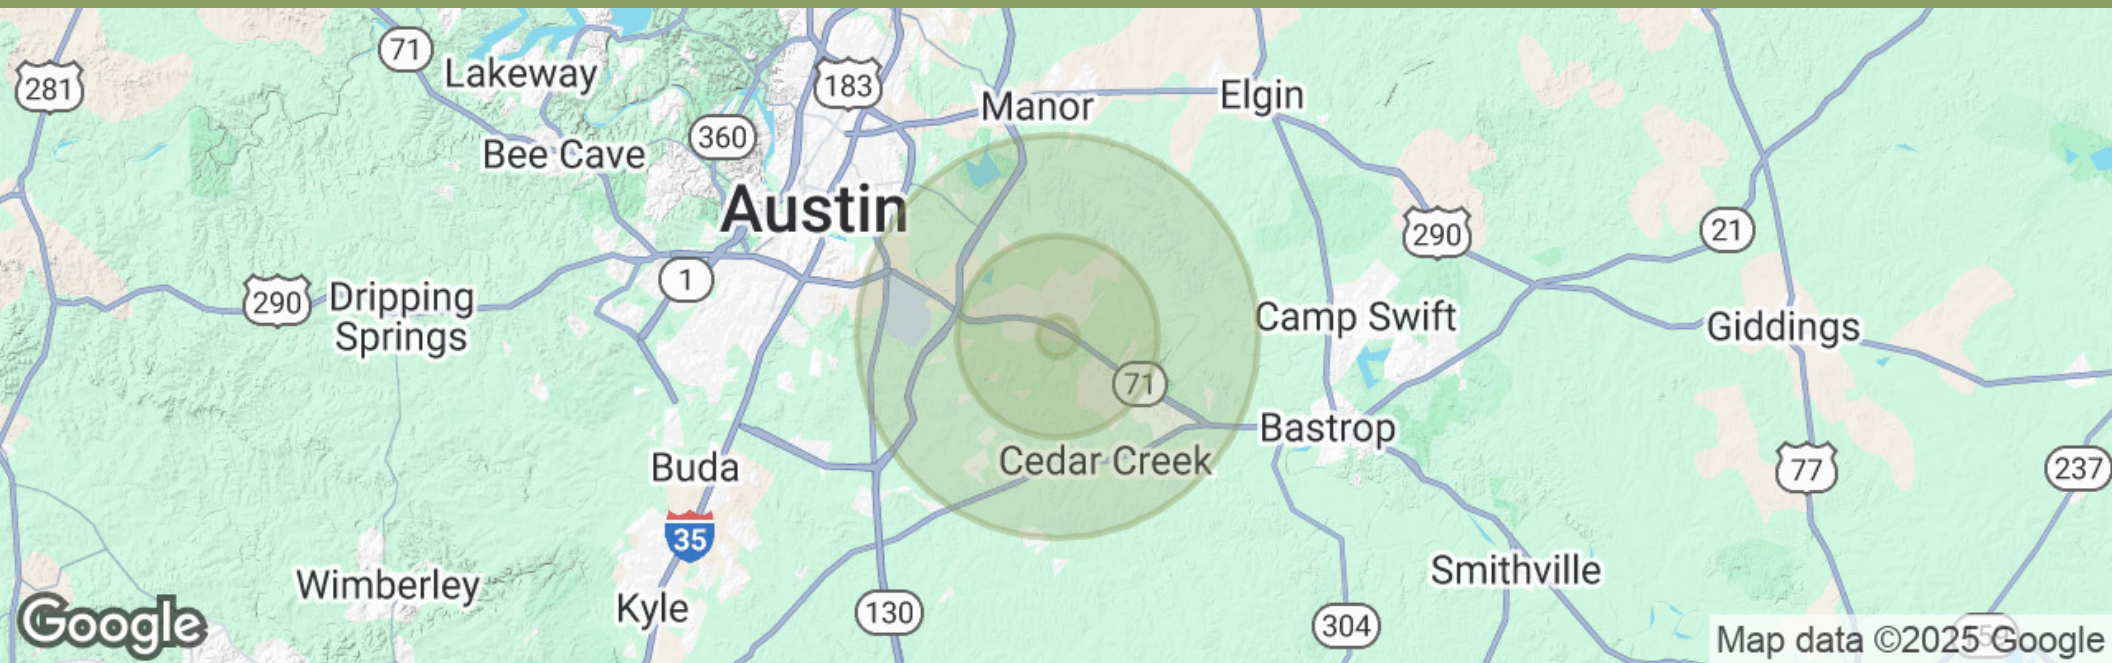 71
Lakeway
281
183
Manor
Elgin
360
Bee Cave
Austin
290
21
1
290
Dripping
Springs
Camp Swift
Giddings
71
Bastrop
Cedar Creek
Buda
77
237
35
Smithville
Wimberley
Kyle
130
304
Google
Map data ©2025 Google